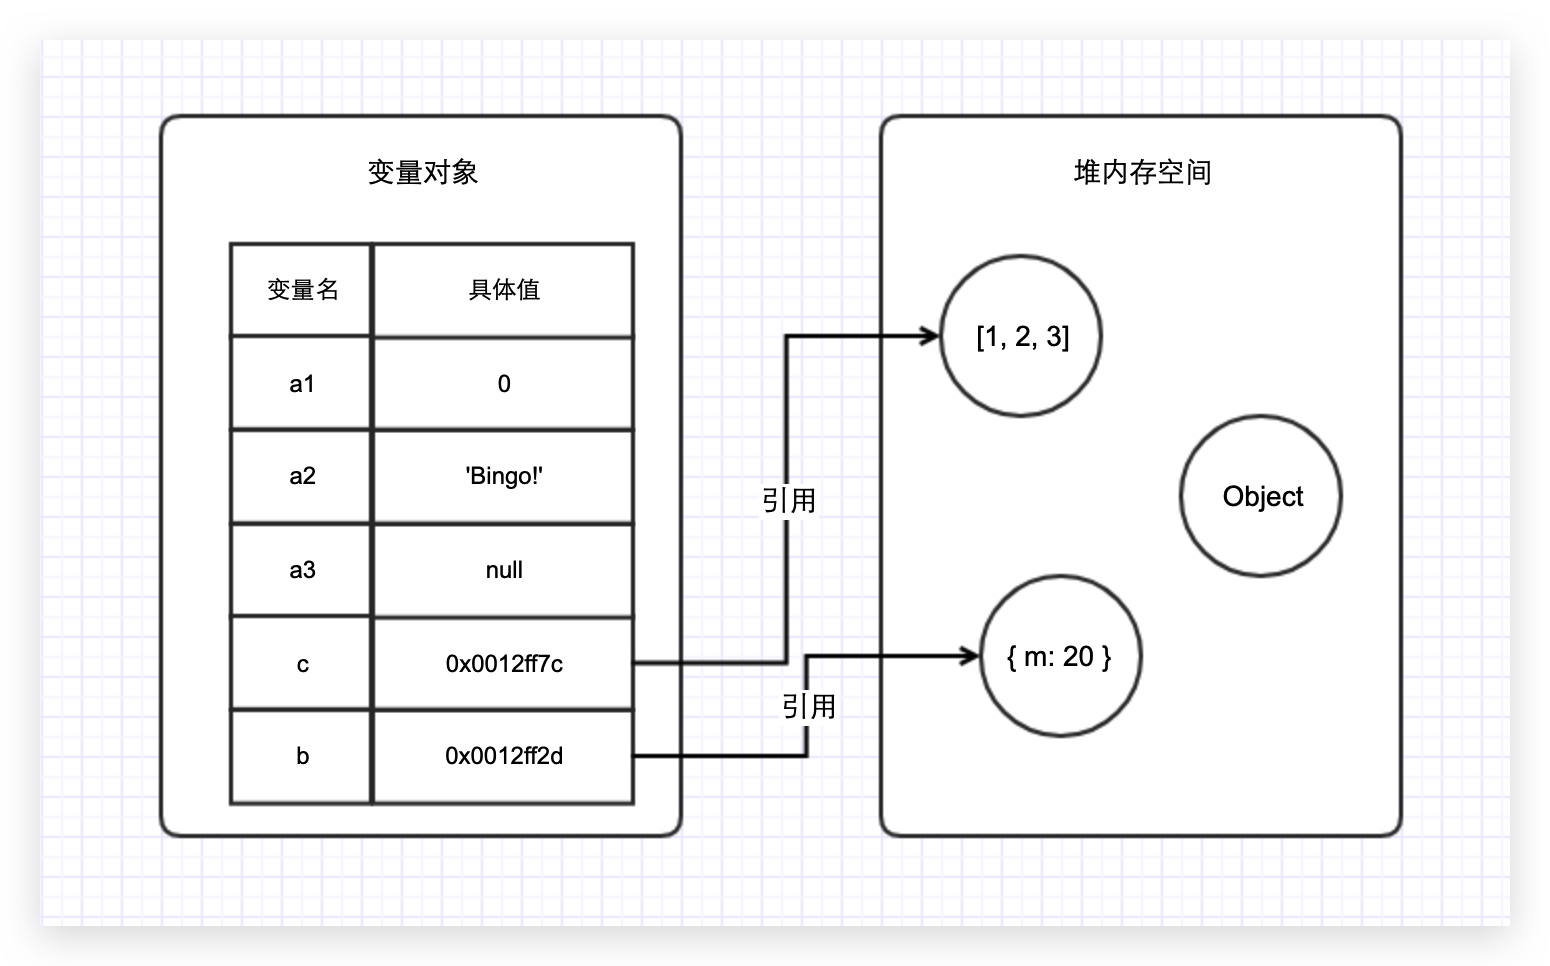 变量对象
变量名 具体值
a1 0
a2 'Bingo!'
a3 null
c 0x0012ff7c
b 0x0012ff2d
引用
引用
堆内存空间
[1, 2, 3]
Object
{ m: 20 }